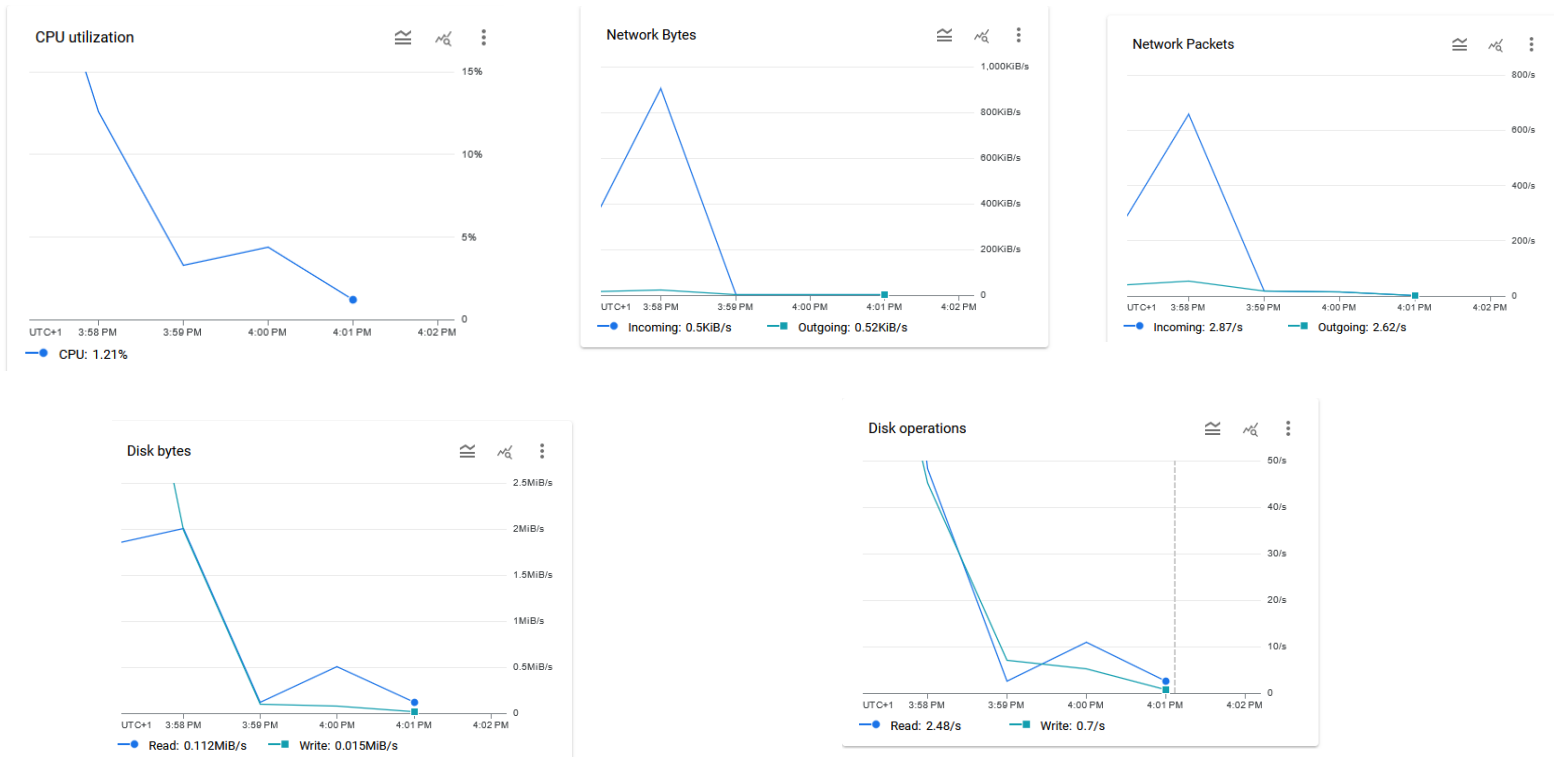 CPU utilization
15%
10%
5%
0
UTC+1 3:58 PM 3:59 PM 4:00 PM 4:01 PM 4:02 PM
CPU: 1.21%
Network Bytes
1,000KiB/s
800KiB/s
600KiB/s
400KiB/s
200KiB/s
0
UTC+1 3:58 PM 3:59 PM 4:00 PM 4:01 PM 4:02 PM
Incoming: 0.5KiB/s Outgoing: 0.52KiB/s
Network Packets
800/s
600/s
400/s
200/s
0
UTC+1 3:58 PM 3:59 PM 4:00 PM 4:01 PM 4:02 PM
Incoming: 2.87/s Outgoing: 2.62/s
Disk bytes
2.5MiB/s
2MiB/s
1.5MiB/s
1MiB/s
0.5MiB/s
0
UTC+1 3:58 PM 3:59 PM 4:00 PM 4:01 PM 4:02 PM
Read: 0.112MiB/s Write: 0.015MiB/s
Disk operations
50/s
40/s
30/s
20/s
10/s
0
UTC+1 3:58 PM 3:59 PM 4:00 PM 4:01 PM 4:02 PM
Read: 2.48/s Write: 0.7/s